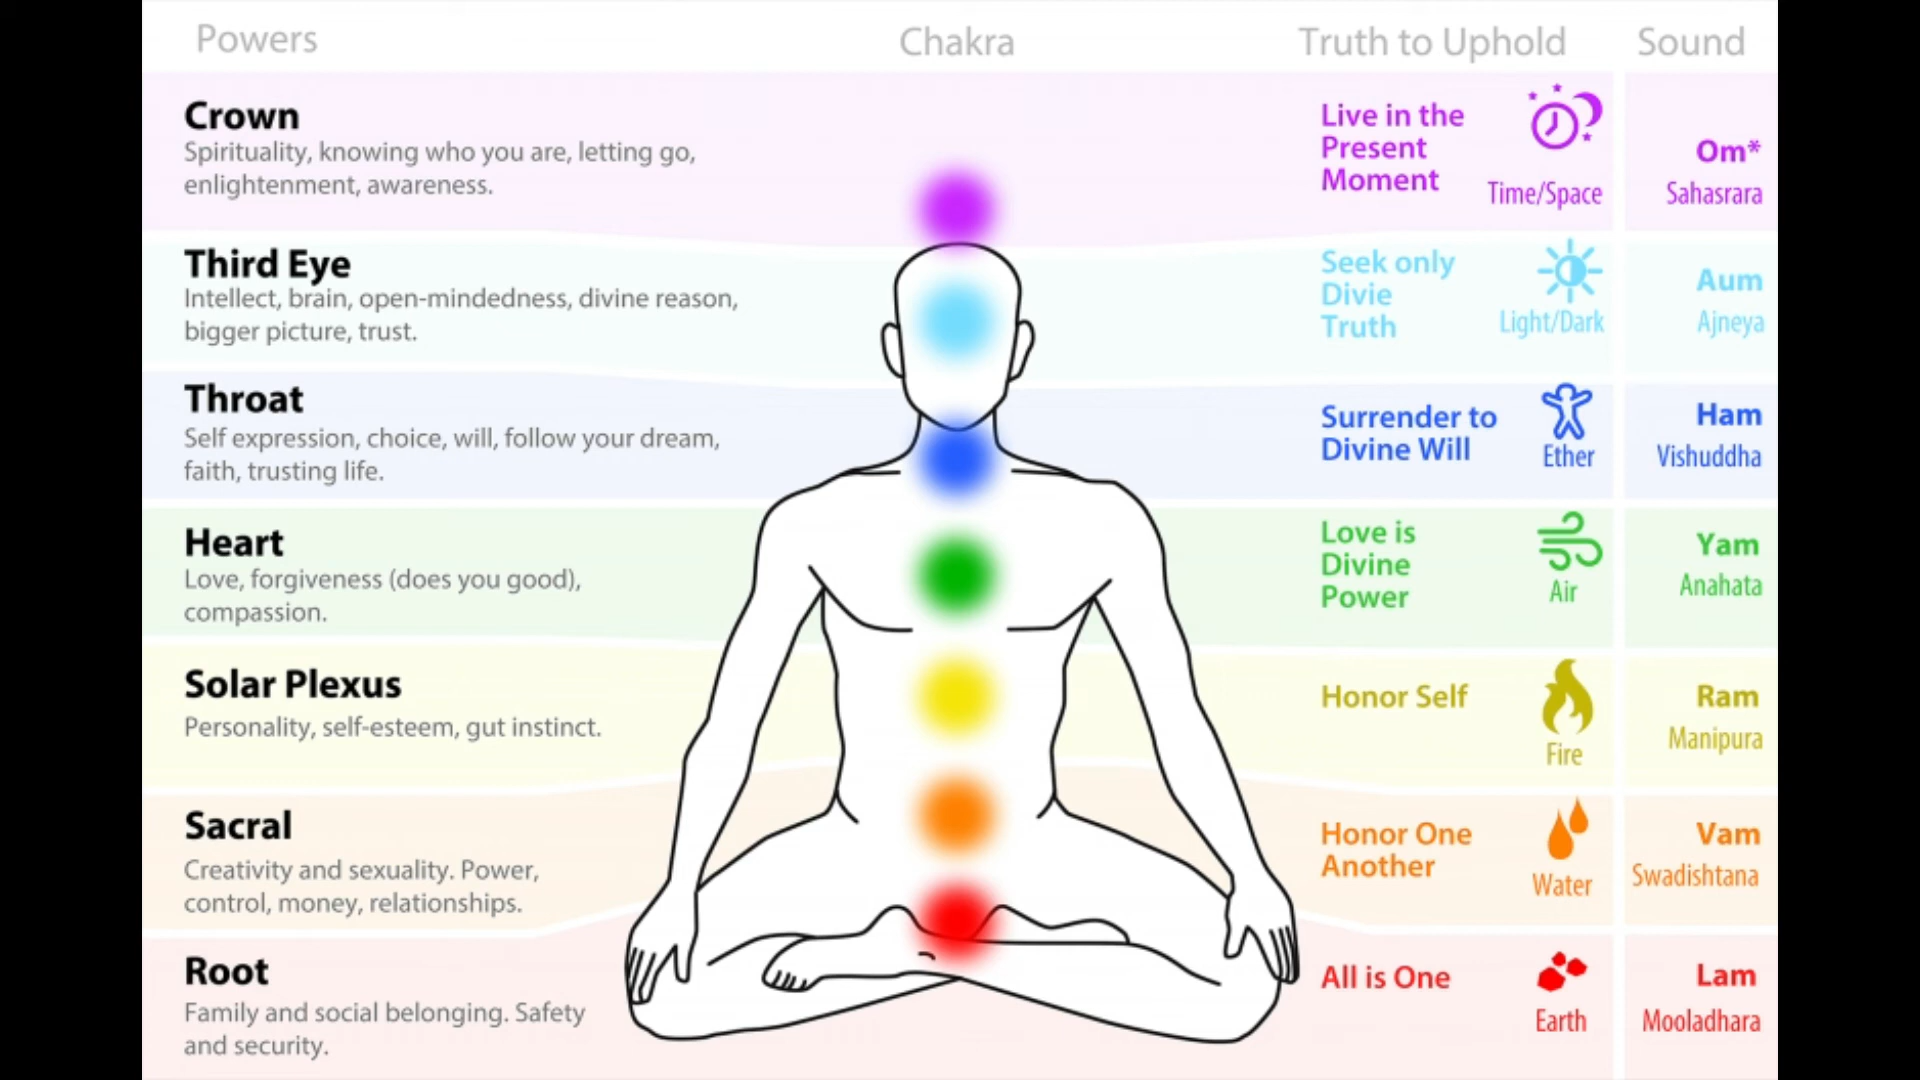 Powers
Chakra
Truth to Uphold
Sound
Crown
Spirituality, knowing who you are, letting go,
enlightenment, awareness.
Live in the
Present
Moment
Time/Space
Om*
Sahasrara
Third Eye
Intellect, brain, open-mindedness, divine reason,
bigger picture, trust.
Seek only
Divie
Truth
Light/Dark
Aum
Ajneya
Throat
Self expression, choice, will, follow your dream,
faith, trusting life.
Surrender to
Divine Will
Ether
Ham
Vishuddha
Heart
Love, forgiveness (does you good),
compassion.
Love is
Divine
Power
Air
Yam
Anahata
Solar Plexus
Personality, self-esteem, gut instinct.
Honor Self
Fire
Ram
Manipura
Sacral
Creativity and sexuality. Power,
control, money, relationships.
Honor One
Another
Water
Vam
Swadishtana
Root
Family and social belonging. Safety
and security.
All is One
Earth
Lam
Mooladhara